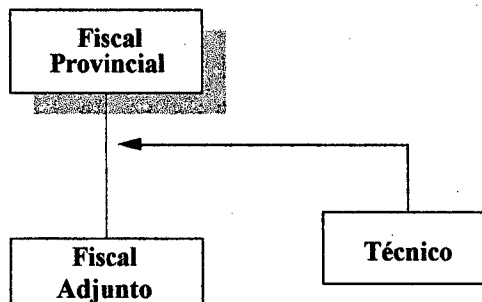 Fiscal
Provincial
Fiscal
Adjunto
Técnico